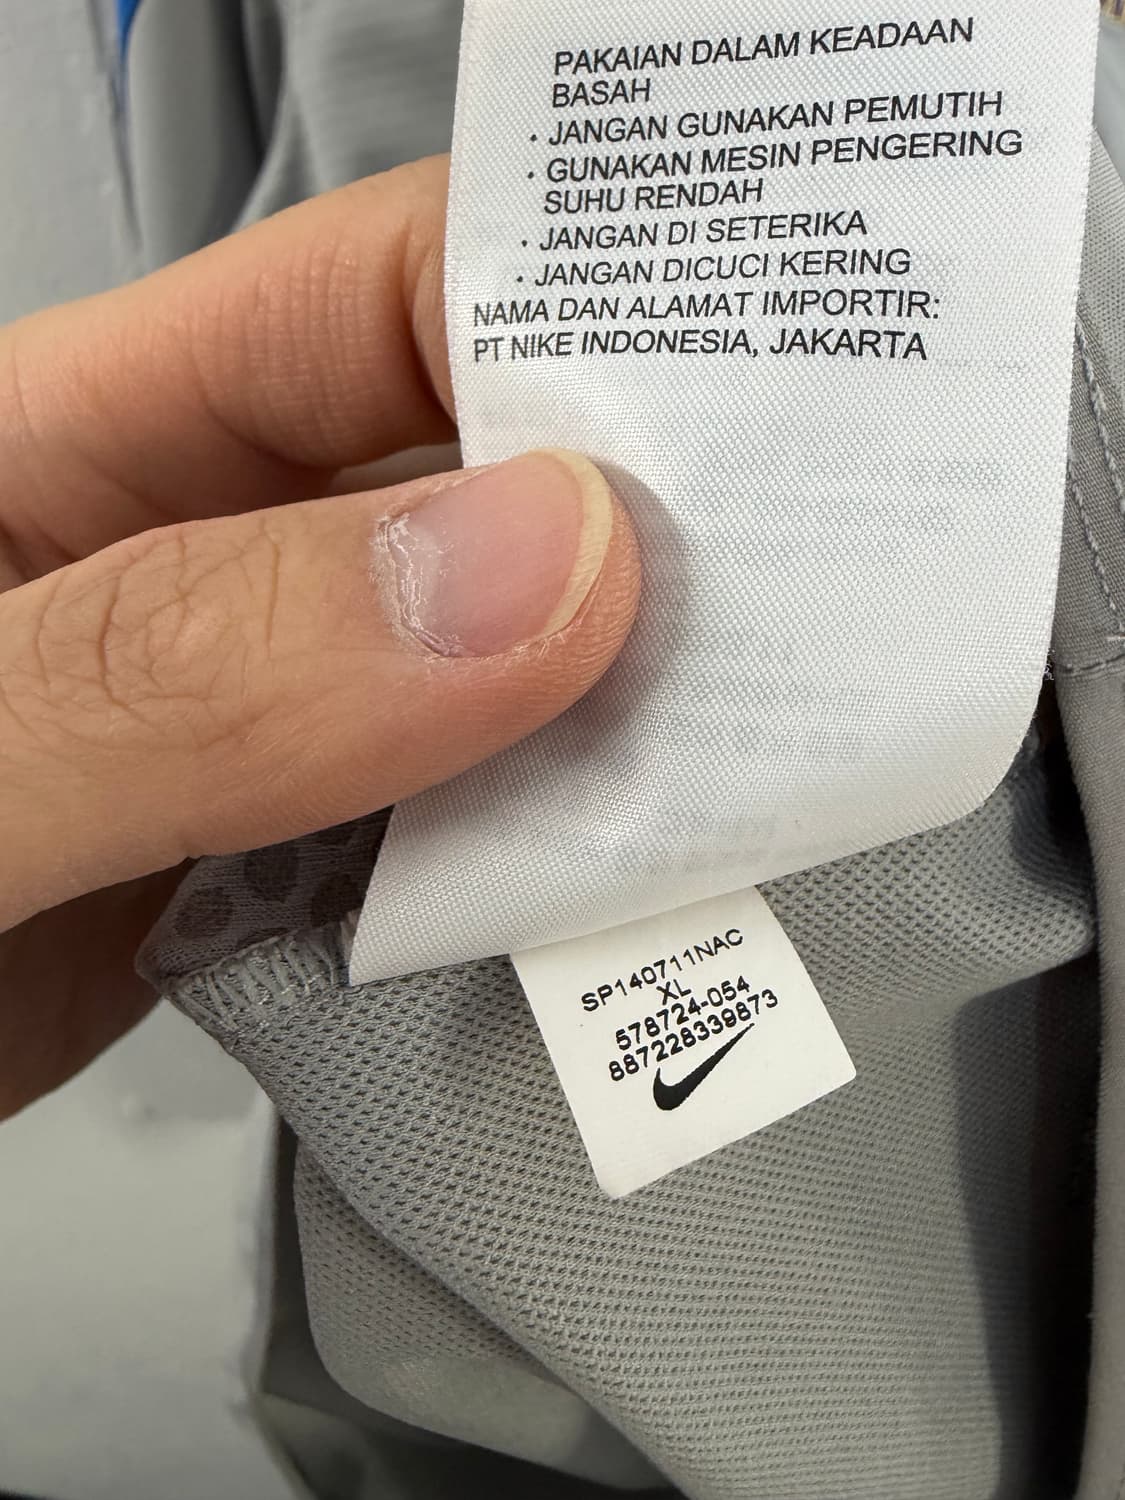 PAKAIAN DALAM KEADAAN
BASAH
· JANGAN GUNAKAN PEMUTIH
· GUNAKAN MESIN PENGERING
SUHU RENDAH
· JANGAN DI SETERIKA
· JANGAN DICUCI KERING
NAMA DAN ALAMAT IMPORTIR:
PT NIKE INDONESIA, JAKARTA
SP140711NAC
XL
578724-054
887228339873